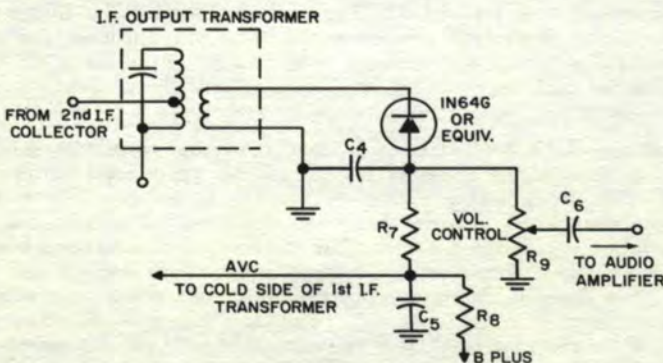 I.F. OUTPUT TRANSFORMER
FROM 2nd I.F.
COLLECTOR
IN64G
OR
EQUIV.
C4
R7
VOL.
CONTROL
R9
C6
TO AUDIO
AMPLIFIER
AVC
TO COLD SIDE OF 1st I.F.
TRANSFORMER
C5
R8
B PLUS